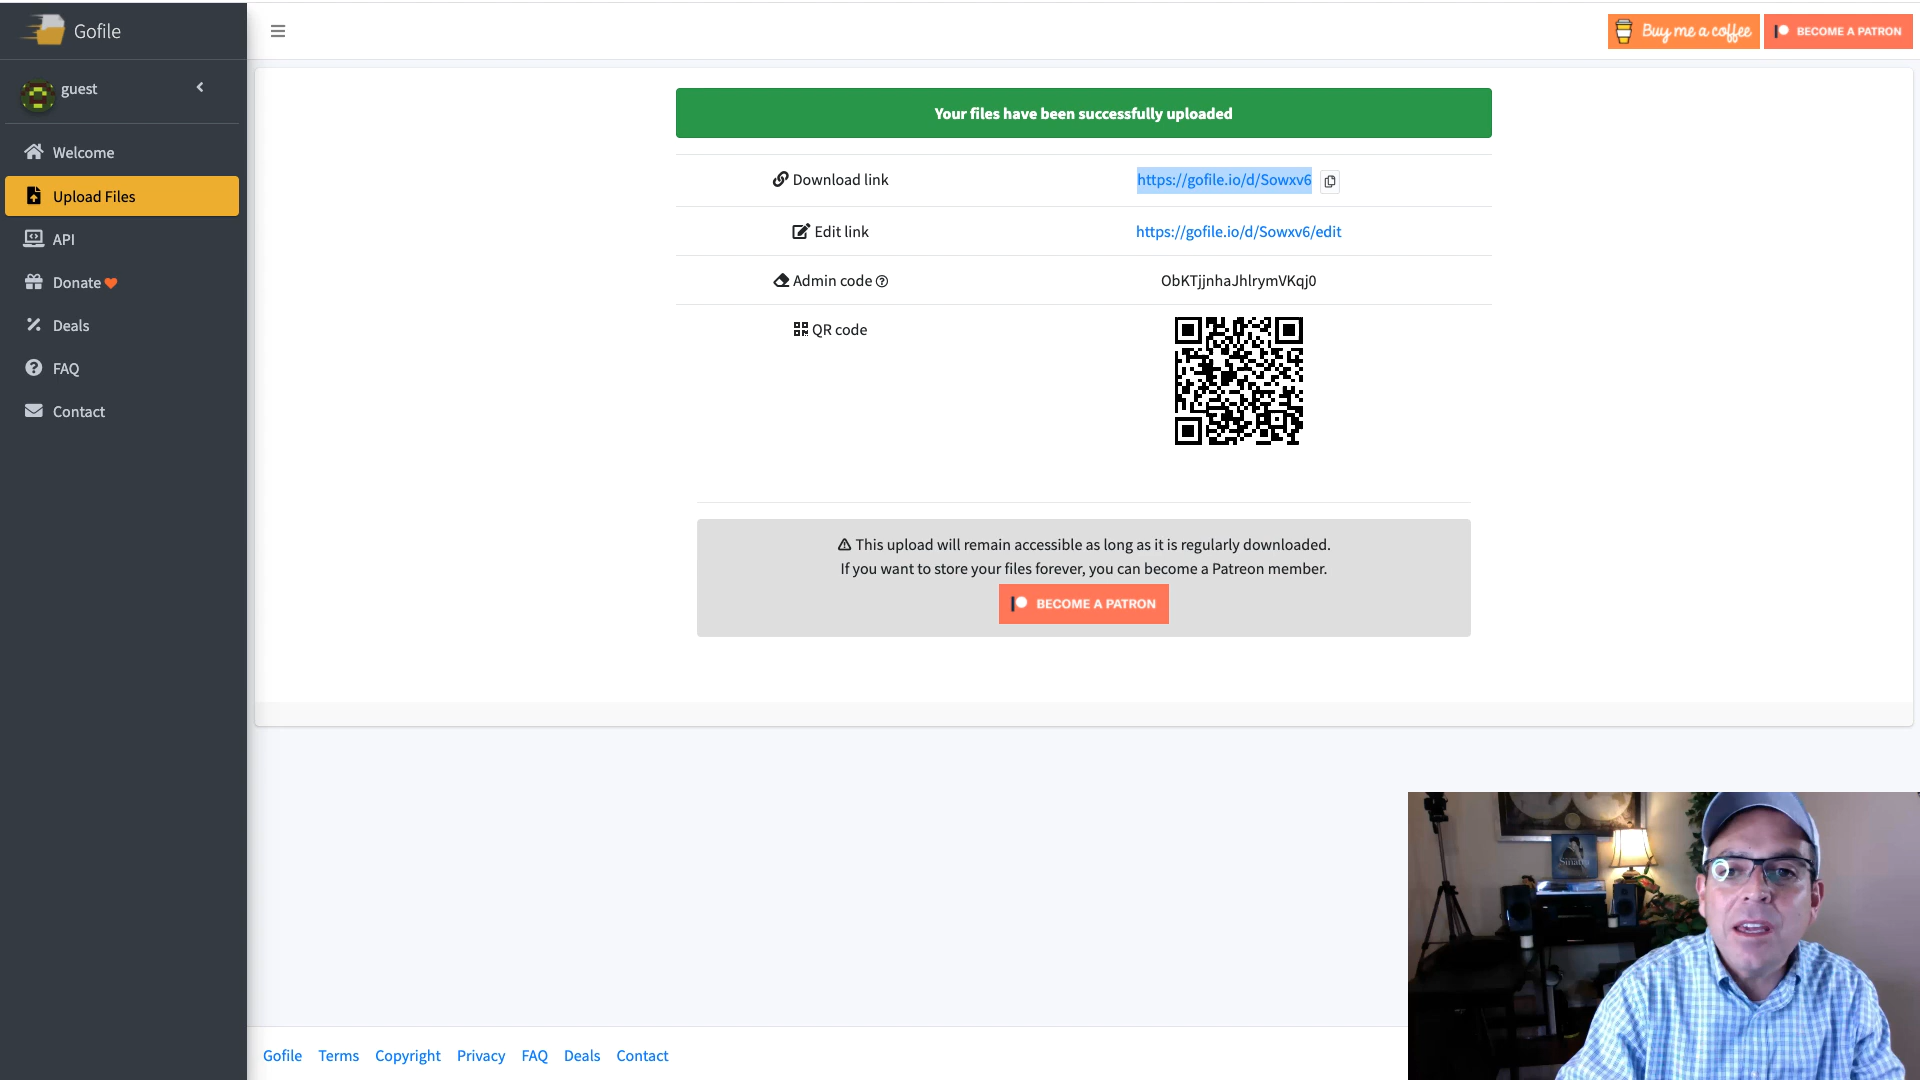 Gofile
guest
Welcome
Upload Files
API
Donate
Deals
FAQ
Contact
Buy me a coffee
BECOME A PATRON
Your files have been successfully uploaded
Download link
https://gofile.io/d/Sowxv6
Edit link
https://gofile.io/d/Sowxv6/edit
Admin code
ObKTjjnhaJhlrymVKqj0
QR code
This upload will remain accessible as long as it is regularly downloaded.
If you want to store your files forever, you can become a Patreon member.
BECOME A PATRON
Sinatra
Gofile Terms Copyright Privacy FAQ Deals Contact